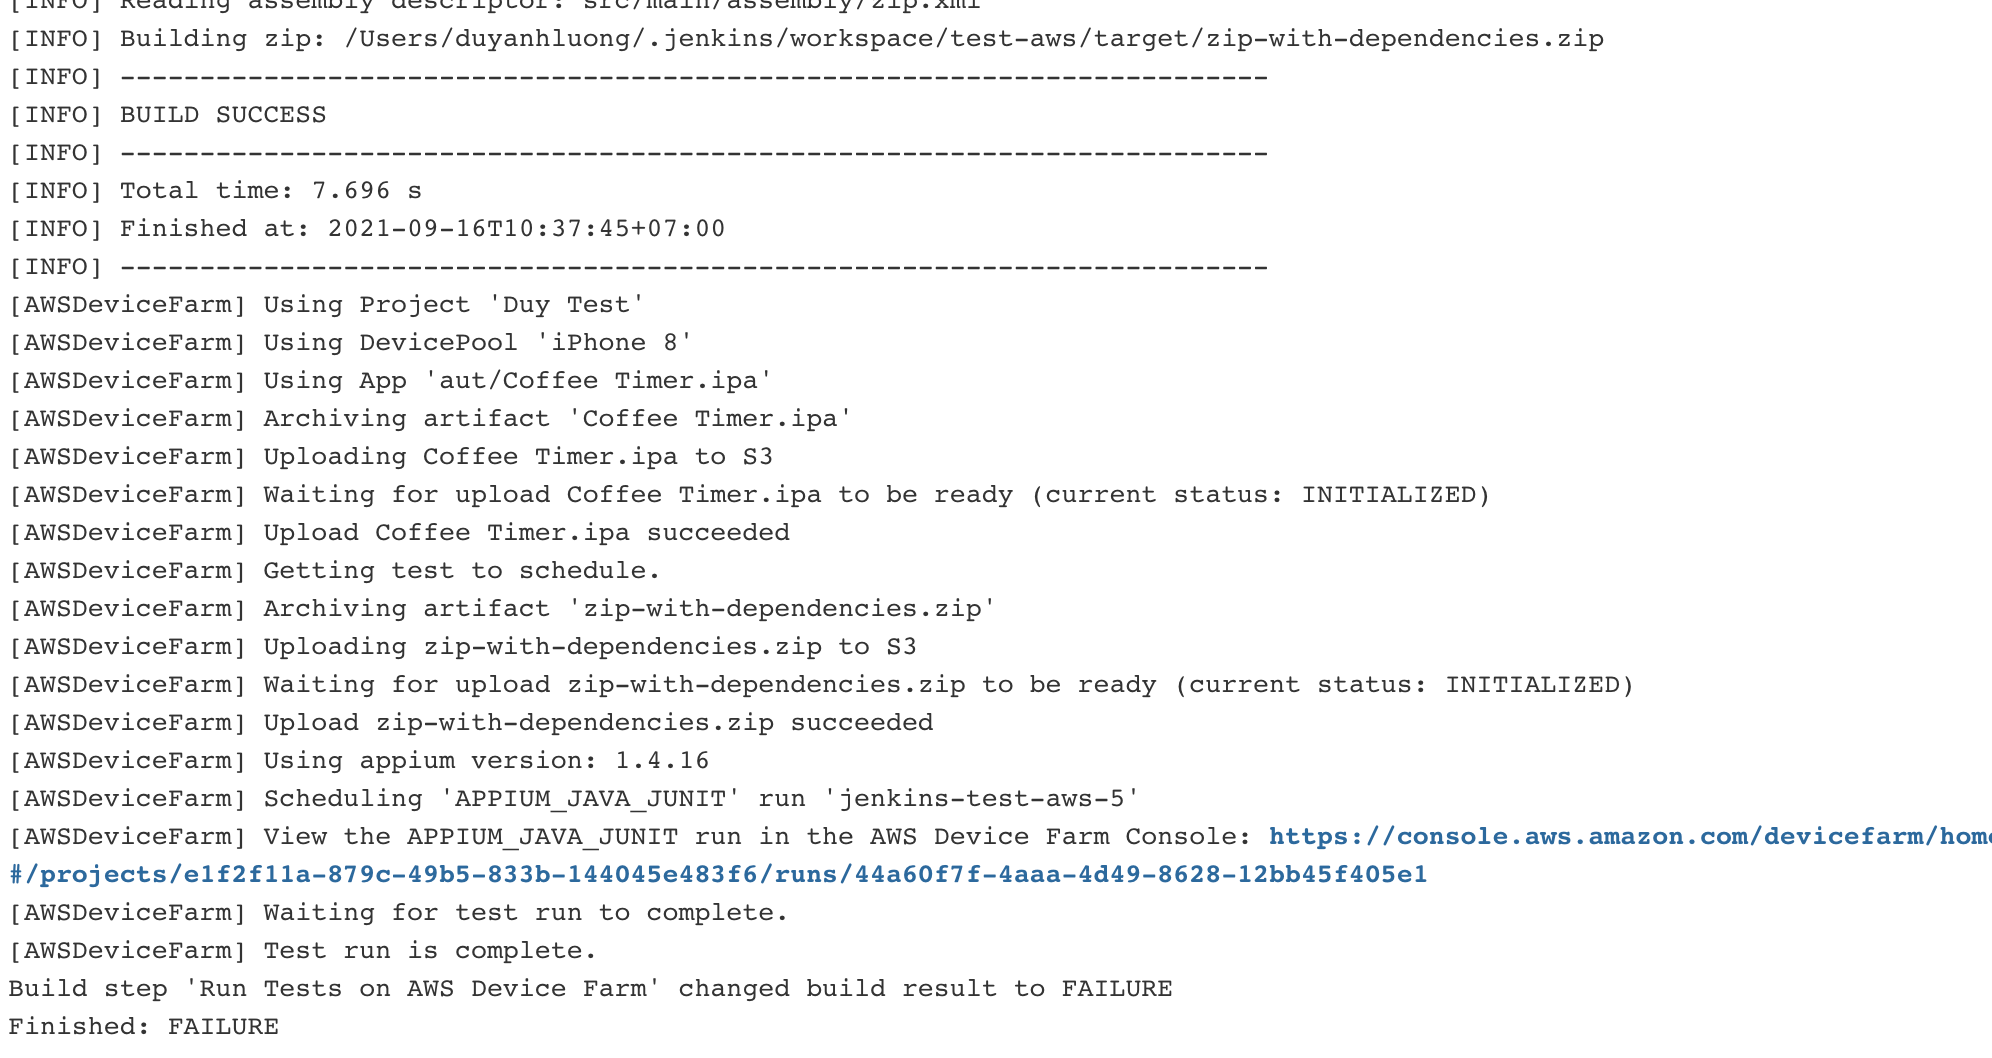 [INFO] Reading assembly descriptor: src/main/assembly/zip.xml
[INFO] Building zip: /Users/duyanhluong/.jenkins/workspace/test-aws/target/zip-with-dependencies.zip
[INFO] ------------------------------------------------------------------------
[INFO] BUILD SUCCESS
[INFO] ------------------------------------------------------------------------
[INFO] Total time: 7.696 s
[INFO] Finished at: 2021-09-16T10:37:45+07:00
[INFO] ------------------------------------------------------------------------
[AWSDeviceFarm] Using Project 'Duy Test'
[AWSDeviceFarm] Using DevicePool 'iPhone 8'
[AWSDeviceFarm] Using App 'aut/Coffee Timer.ipa'
[AWSDeviceFarm] Archiving artifact 'Coffee Timer.ipa'
[AWSDeviceFarm] Uploading Coffee Timer.ipa to S3
[AWSDeviceFarm] Waiting for upload Coffee Timer.ipa to be ready (current status: INITIALIZED)
[AWSDeviceFarm] Upload Coffee Timer.ipa succeeded
[AWSDeviceFarm] Getting test to schedule.
[AWSDeviceFarm] Archiving artifact 'zip-with-dependencies.zip'
[AWSDeviceFarm] Uploading zip-with-dependencies.zip to S3
[AWSDeviceFarm] Waiting for upload zip-with-dependencies.zip to be ready (current status: INITIALIZED)
[AWSDeviceFarm] Upload zip-with-dependencies.zip succeeded
[AWSDeviceFarm] Using appium version: 1.4.16
[AWSDeviceFarm] Scheduling 'APPIUM_JAVA_JUNIT' run 'jenkins-test-aws-5'
[AWSDeviceFarm] View the APPIUM_JAVA_JUNIT run in the AWS Device Farm Console: https://console.aws.amazon.com/devicefarm/home
#/projects/e1f2f11a-879c-49b5-833b-144045e483f6/runs/44a60f7f-4aaa-4d49-8628-12bb45f405e1
[AWSDeviceFarm] Waiting for test run to complete.
[AWSDeviceFarm] Test run is complete.
Build step 'Run Tests on AWS Device Farm' changed build result to FAILURE
Finished: FAILURE